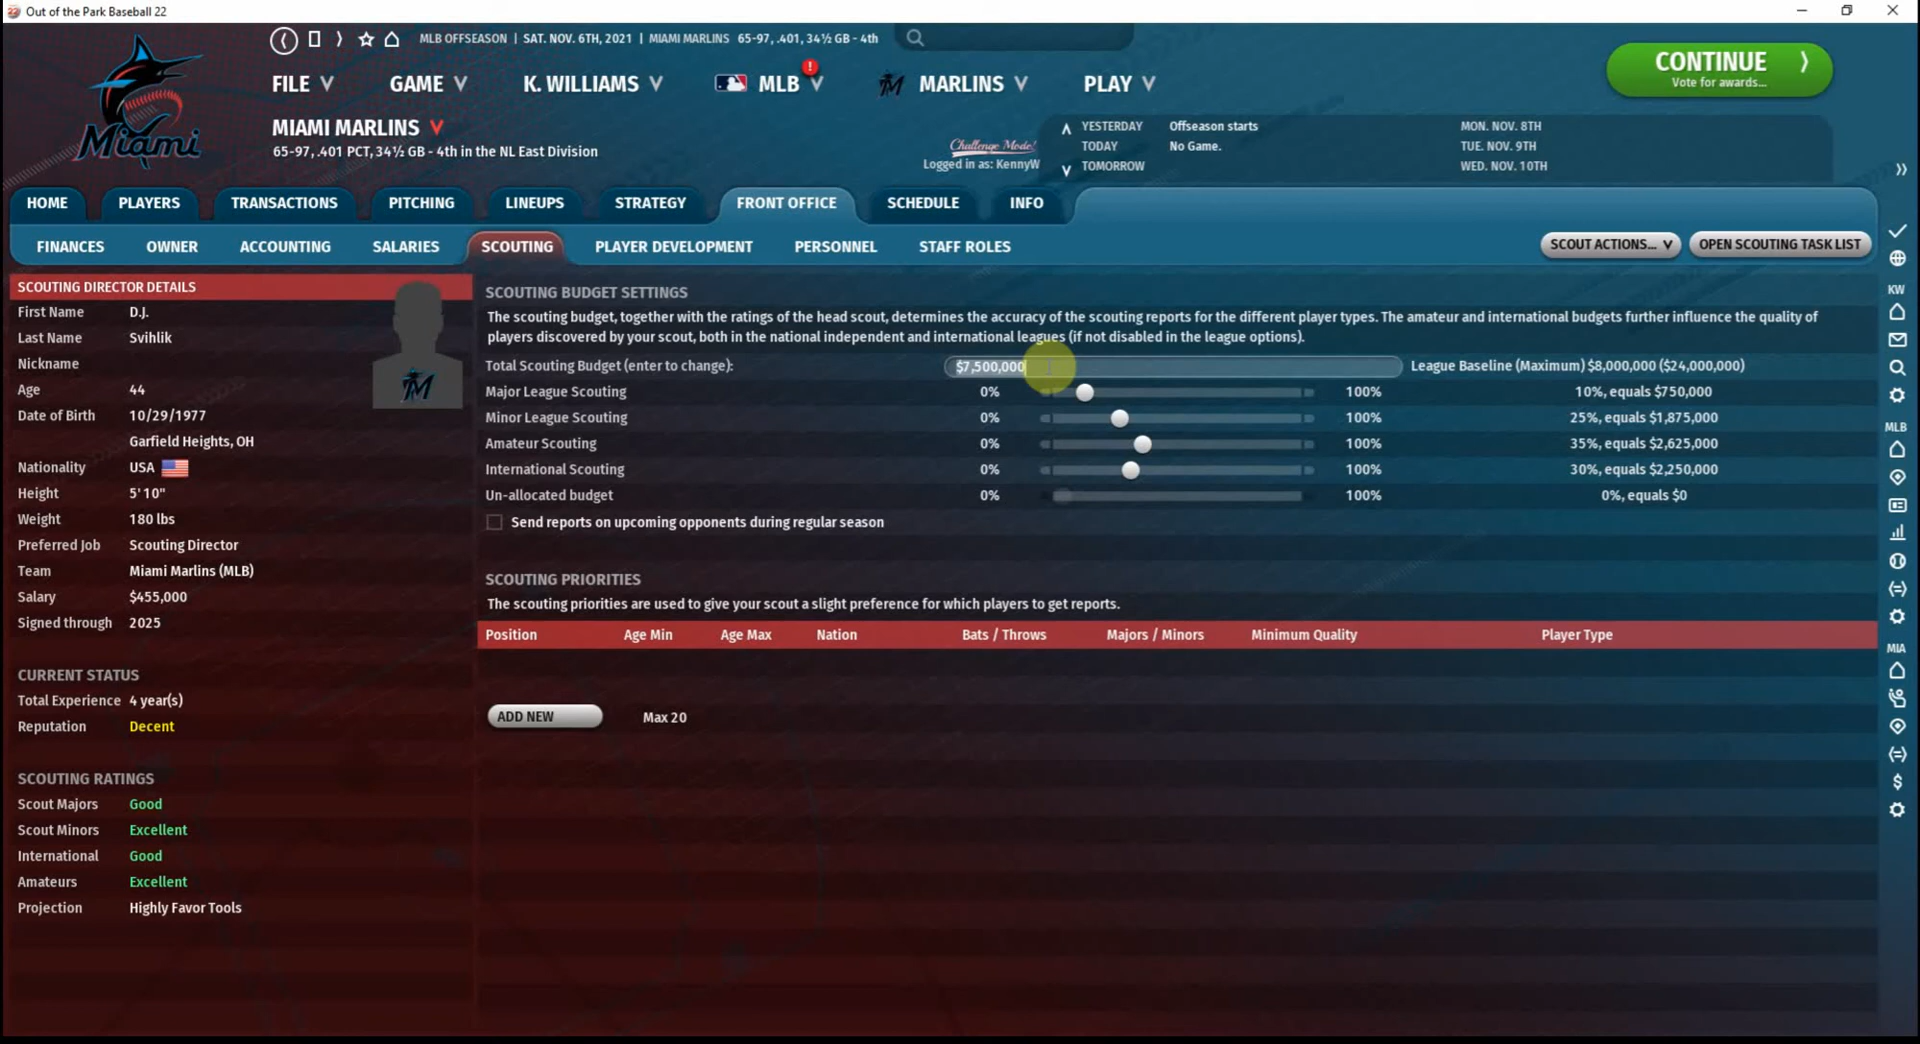 Out of the Park Baseball 22
MLB OFFSEASON | SAT. NOV. 6TH, 2021 | MIAMI MARLINS 65-97, .401, 34½ GB - 4th
FILE GAME K. WILLIAMS MLB ! MARLINS PLAY
CONTINUE
Vote for awards...
Miami
MIAMI MARLINS
65-97, .401 PCT, 34½ GB - 4th in the NL East Division
Challenge Mode!
Logged in as: KennyW
YESTERDAY Offseason starts MON. NOV. 8TH
TODAY No Game. TUE. NOV. 9TH
TOMORROW WED. NOV. 10TH
HOME PLAYERS TRANSACTIONS PITCHING LINEUPS STRATEGY FRONT OFFICE SCHEDULE INFO
FINANCES OWNER ACCOUNTING SALARIES SCOUTING PLAYER DEVELOPMENT PERSONNEL STAFF ROLES SCOUT ACTIONS... OPEN SCOUTING TASK LIST
SCOUTING DIRECTOR DETAILS
First Name D.J.
Last Name Svihlik
Nickname
Age 44
Date of Birth 10/29/1977
Garfield Heights, OH
Nationality USA
Height 5' 10"
Weight 180 lbs
Preferred Job Scouting Director
Team Miami Marlins (MLB)
Salary $455,000
Signed through 2025
CURRENT STATUS
Total Experience 4 year(s)
Reputation Decent
SCOUTING RATINGS
Scout Majors Good
Scout Minors Excellent
International Good
Amateurs Excellent
Projection Highly Favor Tools
SCOUTING BUDGET SETTINGS
The scouting budget, together with the ratings of the head scout, determines the accuracy of the scouting reports for the different player types. The amateur and international budgets further influence the quality of
players discovered by your scout, both in the national independent and international leagues (if not disabled in the league options).
Total Scouting Budget (enter to change): $7,500,000 League Baseline (Maximum) $8,000,000 ($24,000,000)
Major League Scouting 0% 100% 10%, equals $750,000
Minor League Scouting 0% 100% 25%, equals $1,875,000
Amateur Scouting 0% 100% 35%, equals $2,625,000
International Scouting 0% 100% 30%, equals $2,250,000
Un-allocated budget 0% 100% 0%, equals $0
Send reports on upcoming opponents during regular season
SCOUTING PRIORITIES
The scouting priorities are used to give your scout a slight preference for which players to get reports.
Position Age Min Age Max Nation Bats / Throws Majors / Minors Minimum Quality Player Type
ADD NEW Max 20
KW
MLB
MIA